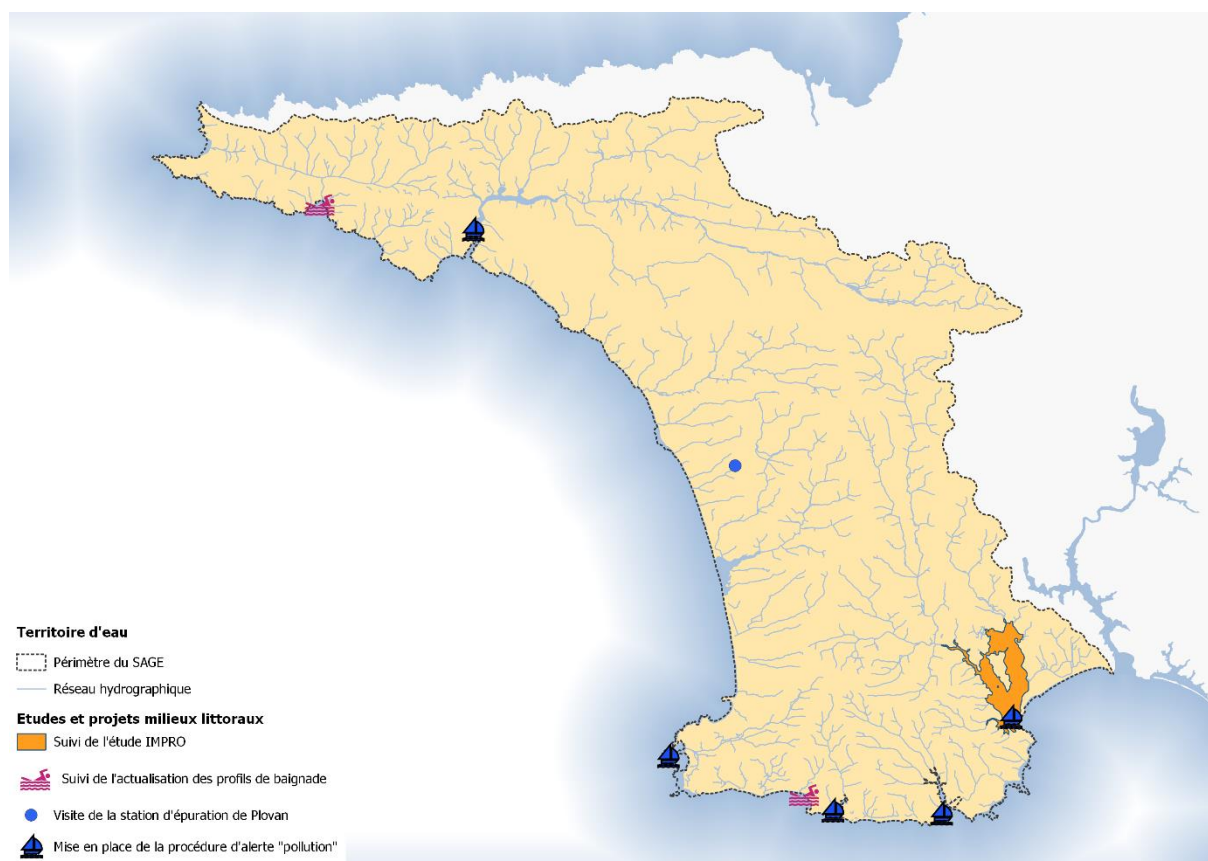 Territoire d'eau
Périmètre du SAGE
Réseau hydrographique
Etudes et projets milieux littoraux
Suivi de l'étude IMPRO
Suivi de l'actualisation des profils de baignade
Visite de la station d'épuration de Plovan
Mise en place de la procédure d'alerte "pollution"